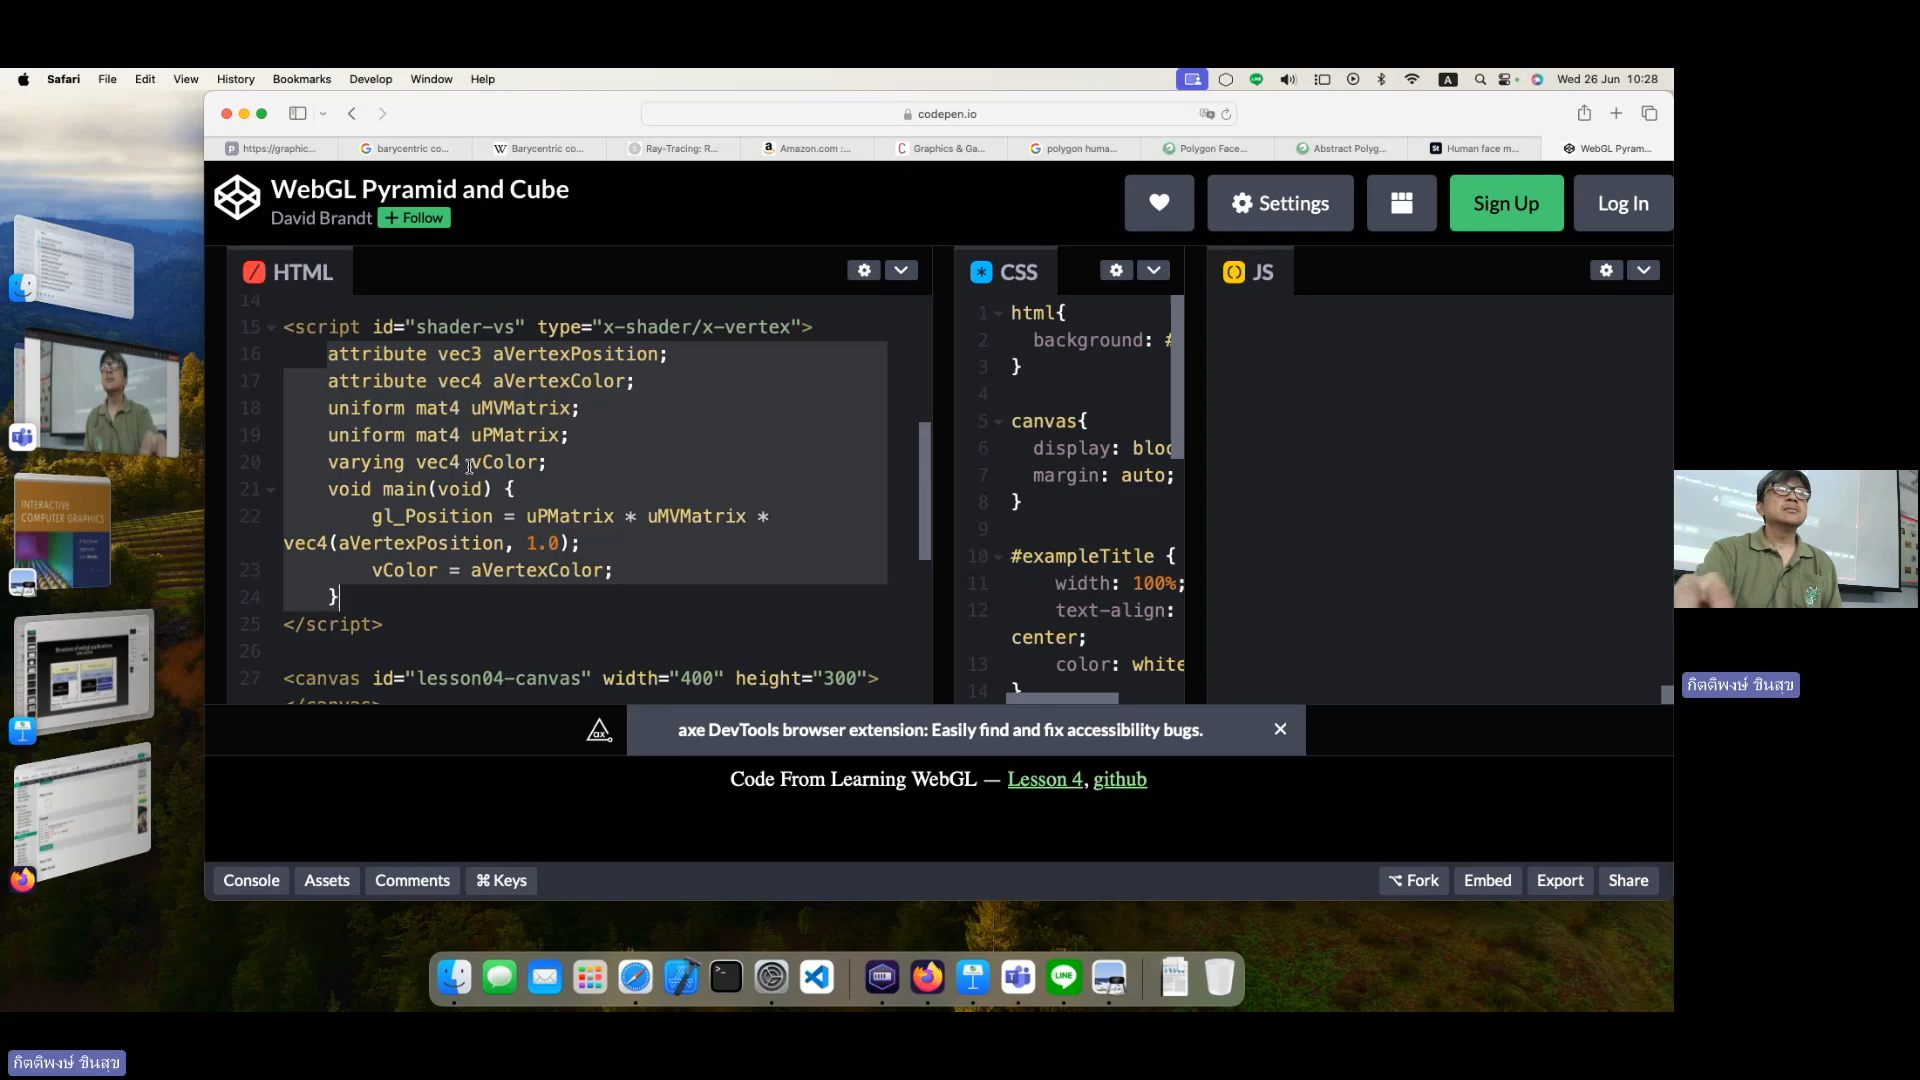 Safari File Edit View History Bookmarks Develop Window Help
A
Wed 26 Jun 10:28
codepen.io
https://graphic...
barycentric co...
Barycentric co...
Ray-Tracing: R...
Amazon.com :...
Graphics & Ga...
polygon huma...
Polygon Face...
Abstract Polyg...
Human face m...
WebGL Pyram...
WebGL Pyramid and Cube
David Brandt + Follow
Settings
Sign Up
Log In
HTML
14
15 <script id="shader-vs" type="x-shader/x-vertex">
16 attribute vec3 aVertexPosition;
17 attribute vec4 aVertexColor;
18 uniform mat4 uMVMatrix;
19 uniform mat4 uPMatrix;
20 varying vec4 vColor;
21 void main(void) {
22 gl_Position = uPMatrix * uMVMatrix *
vec4(aVertexPosition, 1.0);
23 vColor = aVertexColor;
24 }
25 </script>
26
27 <canvas id="lesson04-canvas" width="400" height="300">
</canvas>
CSS
1 html{
2 background: #
3 }
4
5 canvas{
6 display: bloc
7 margin: auto;
8 }
9
10 #exampleTitle {
11 width: 100%;
12 text-align:
center;
13 color: white
14 }
JS
axe DevTools browser extension: Easily find and fix accessibility bugs.
Code From Learning WebGL — Lesson 4, github
Console Assets Comments ⌘ Keys
Fork Embed Export Share
INTERACTIVE
COMPUTER GRAPHICS
LINE
กิตติพงษ์ ชินสุข
กิตติพงษ์ ชินสุข